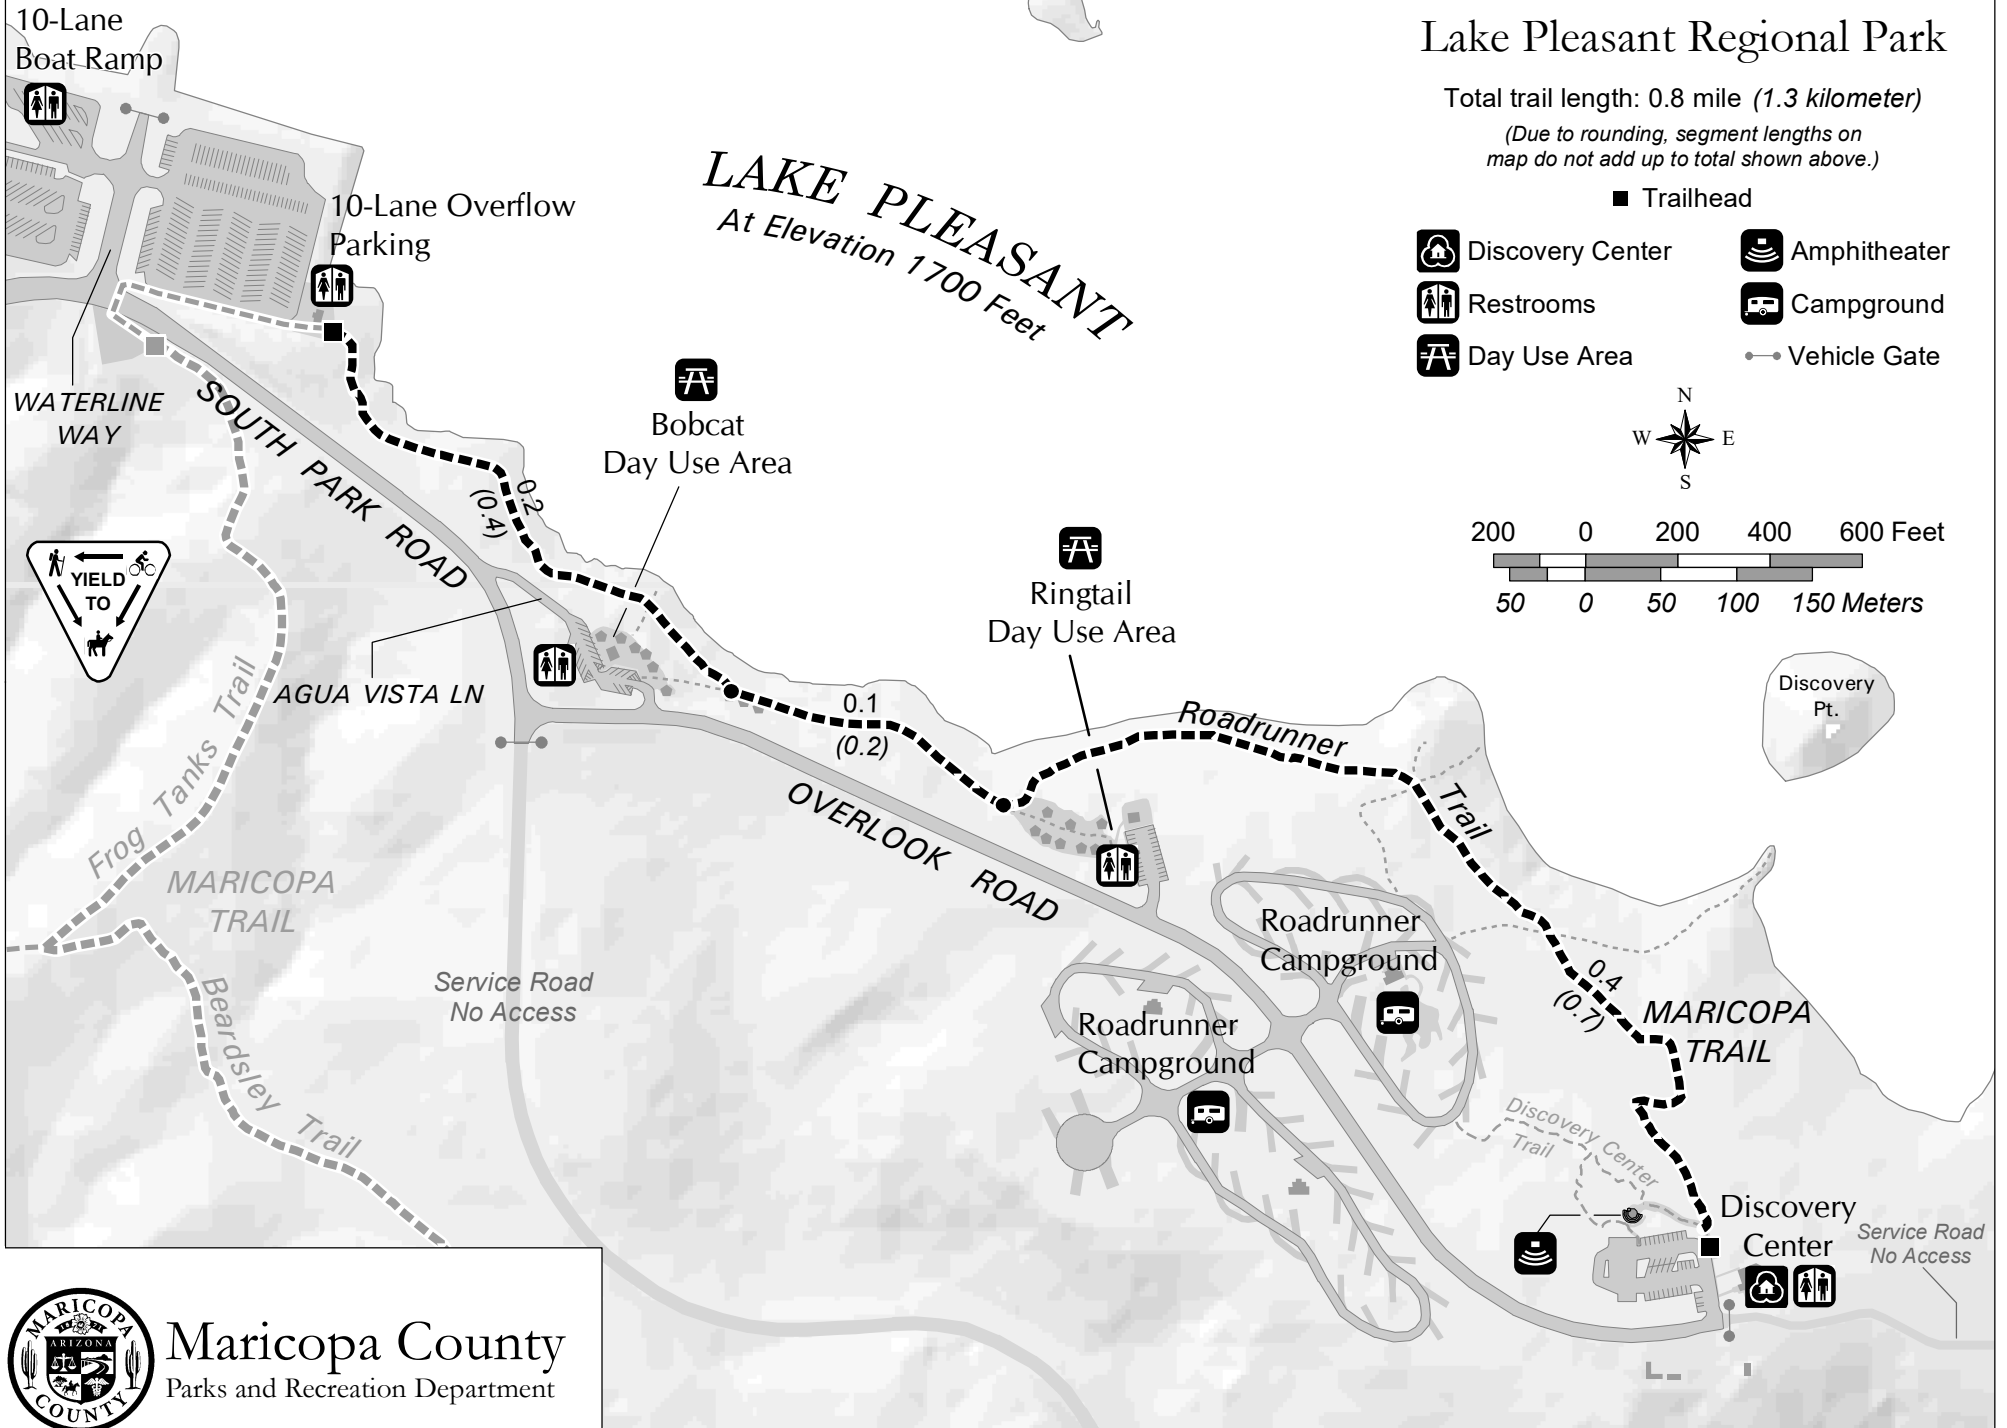 10-Lane
Boat Ramp
Lake Pleasant Regional Park
Total trail length: 0.8 mile (1.3 kilometer)
(Due to rounding, segment lengths on
map do not add up to total shown above.)
Trailhead
Discovery Center
Amphitheater
Restrooms
Campground
Day Use Area
Vehicle Gate
N
W
E
S
200 0 200 400 600 Feet
50 0 50 100 150 Meters
10-Lane Overflow
Parking
LAKE PLEASANT
At Elevation 1700 Feet
WATERLINE
WAY
SOUTH PARK ROAD
Bobcat
Day Use Area
0.2
(0.4)
YIELD
TO
AGUA VISTA LN
Ringtail
Day Use Area
Discovery
Pt.
0.1
(0.2)
Roadrunner
Trail
OVERLOOK ROAD
Frog Tanks Trail
MARICOPA
TRAIL
Beardsley Trail
Service Road
No Access
Roadrunner
Campground
Roadrunner
Campground
0.4
(0.7)
MARICOPA
TRAIL
Discovery Center
Trail
Discovery
Center
Service Road
No Access
MARICOPA
1871
ARIZONA
COUNTY
Maricopa County
Parks and Recreation Department